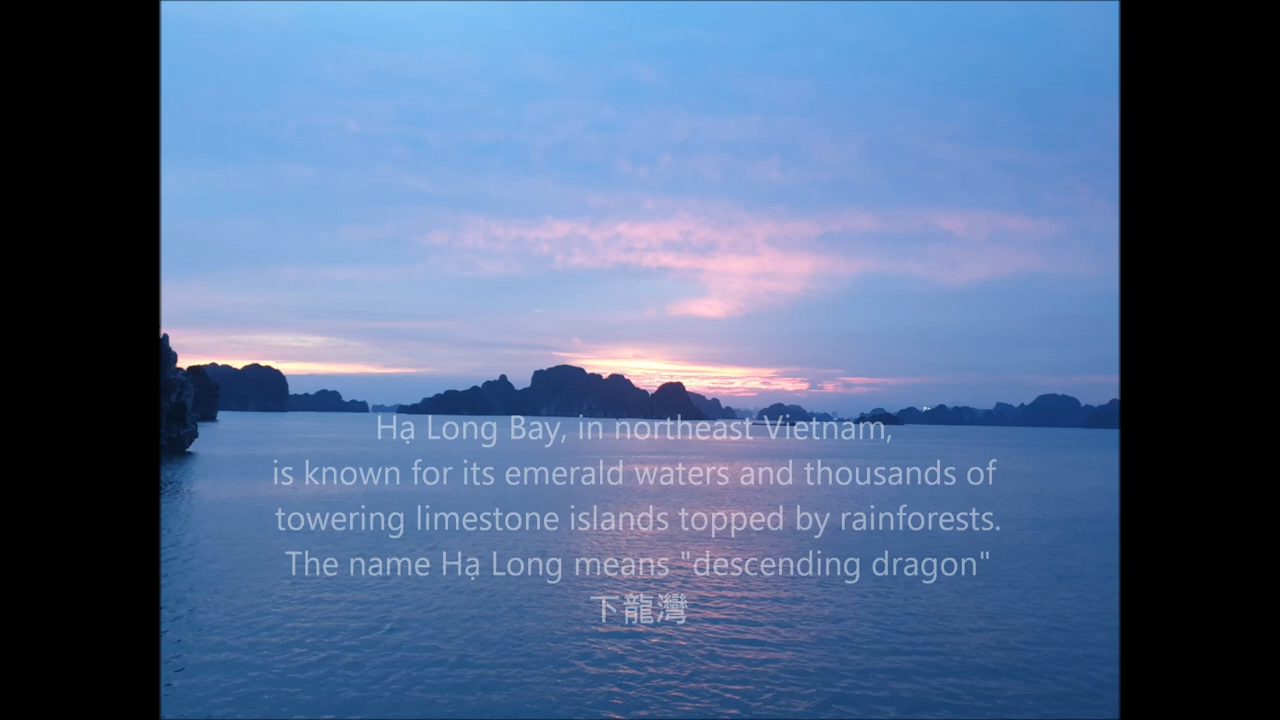 Hạ Long Bay, in northeast Vietnam,
is known for its emerald waters and thousands of
towering limestone islands topped by rainforests.
The name Hạ Long means "descending dragon"
下龍灣